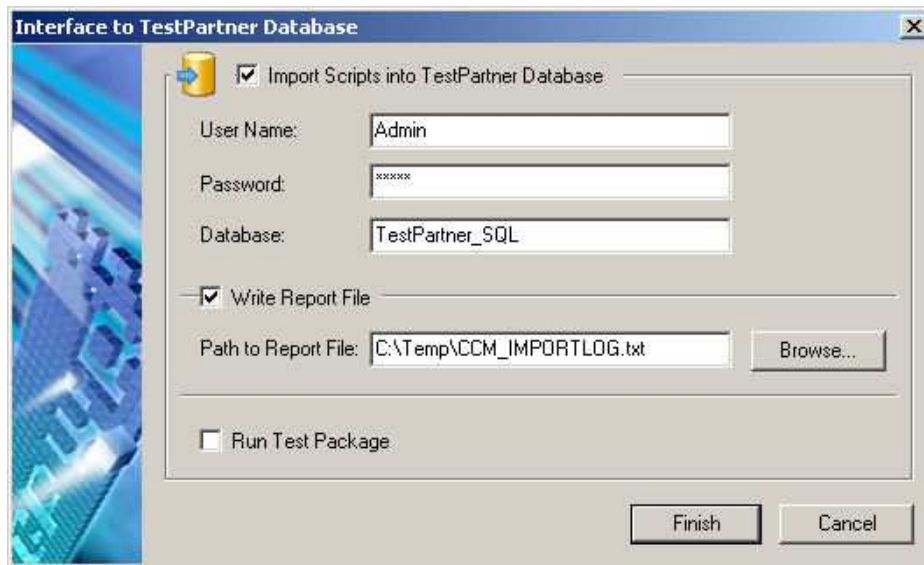 Interface to TestPartner Database
Import Scripts into TestPartner Database
User Name: Admin
Password: *****
Database: TestPartner_SQL
Write Report File
Path to Report File: C:\Temp\CCM_IMPORTLOG.txt Browse...
Run Test Package
Finish Cancel